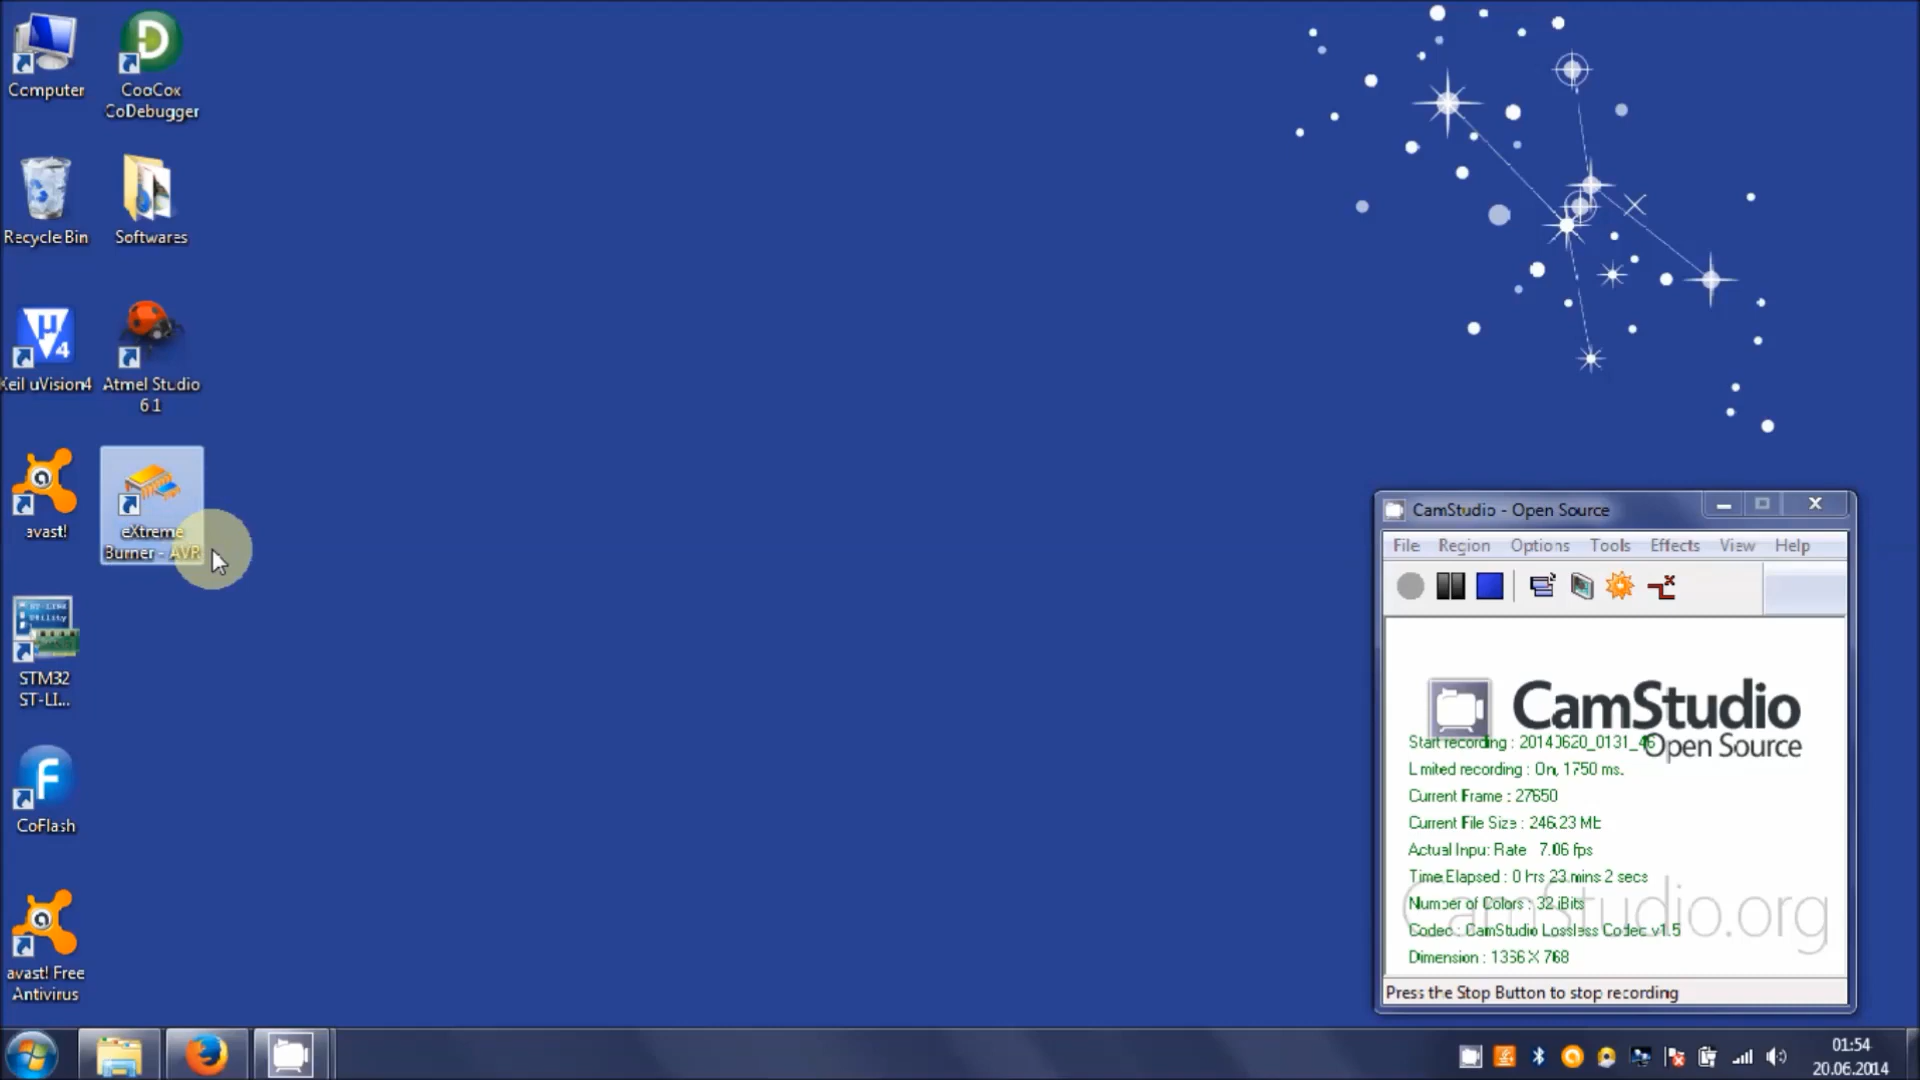 Computer
CooCox
CoDebugger
Recycle Bin
Softwares
Keil uVision4
Atmel Studio
6.1
avast!
eXtreme
Burner - AVR
STM32
ST-LI...
CoFlash
avast! Free
Antivirus
CamStudio - Open Source
File Region Options Tools Effects View Help
CamStudio
Open Source
Start recording : 20140620_0131_46
Limited recording : On, 1750 ms.
Current Frame : 27650
Current File Size : 246.23 Mb
Actual Input Rate 7.06 fps
Time Elapsed : 0 hrs 23 mins 2 secs
Number of Colors : 32 Bits
Codec : CamStudio Lossless Codec v1.5
CamStudio.org
Dimension : 1366 X 768
Press the Stop Button to stop recording
01:54
20.06.2014